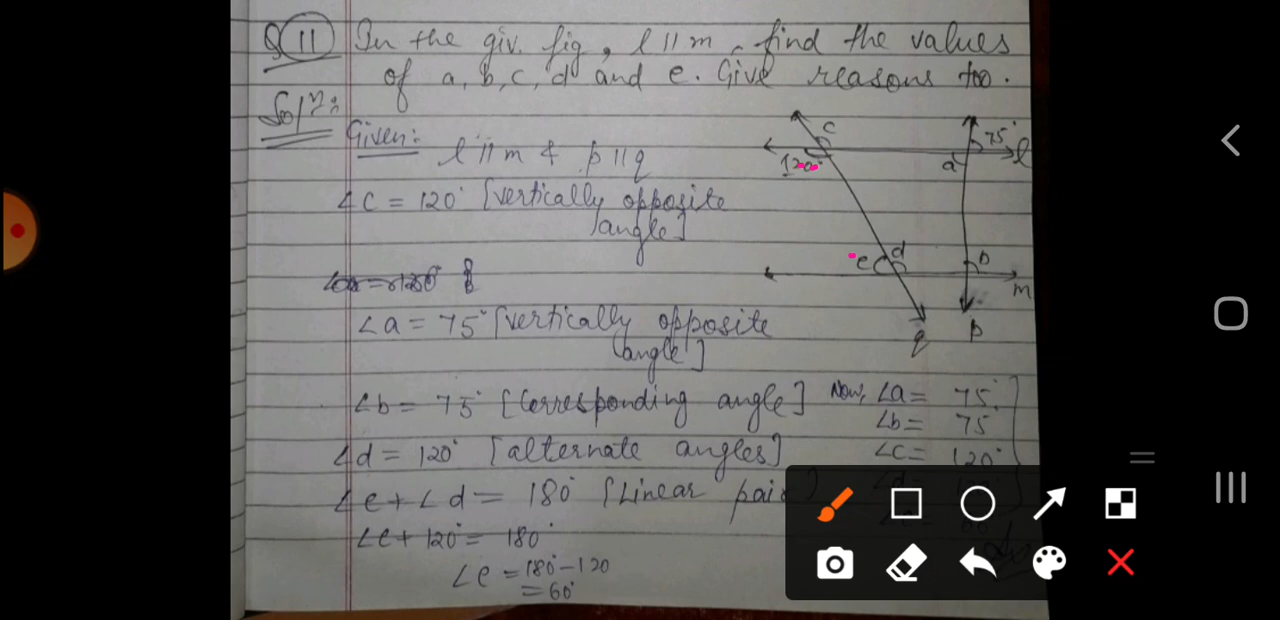 Q 11 In the giv. fig, l || m, find the values
of a, b, c, d and e. Give reasons too.
Solⁿ:
Given:
l || m & p || q
∠c = 120° [vertically opposite
angle]
∠a = 75° [vertically opposite
angle]
∠b = 75° [Corresponding angle]
∠d = 120° [alternate angles]
∠e + ∠d = 180° [Linear pair]
∠e + 120° = 180°
∠e = 180° - 120
= 60°
c
75°
l
120°
a
d
e
b
m
q
p
Now, ∠a = 75°
∠b = 75
∠c = 120°